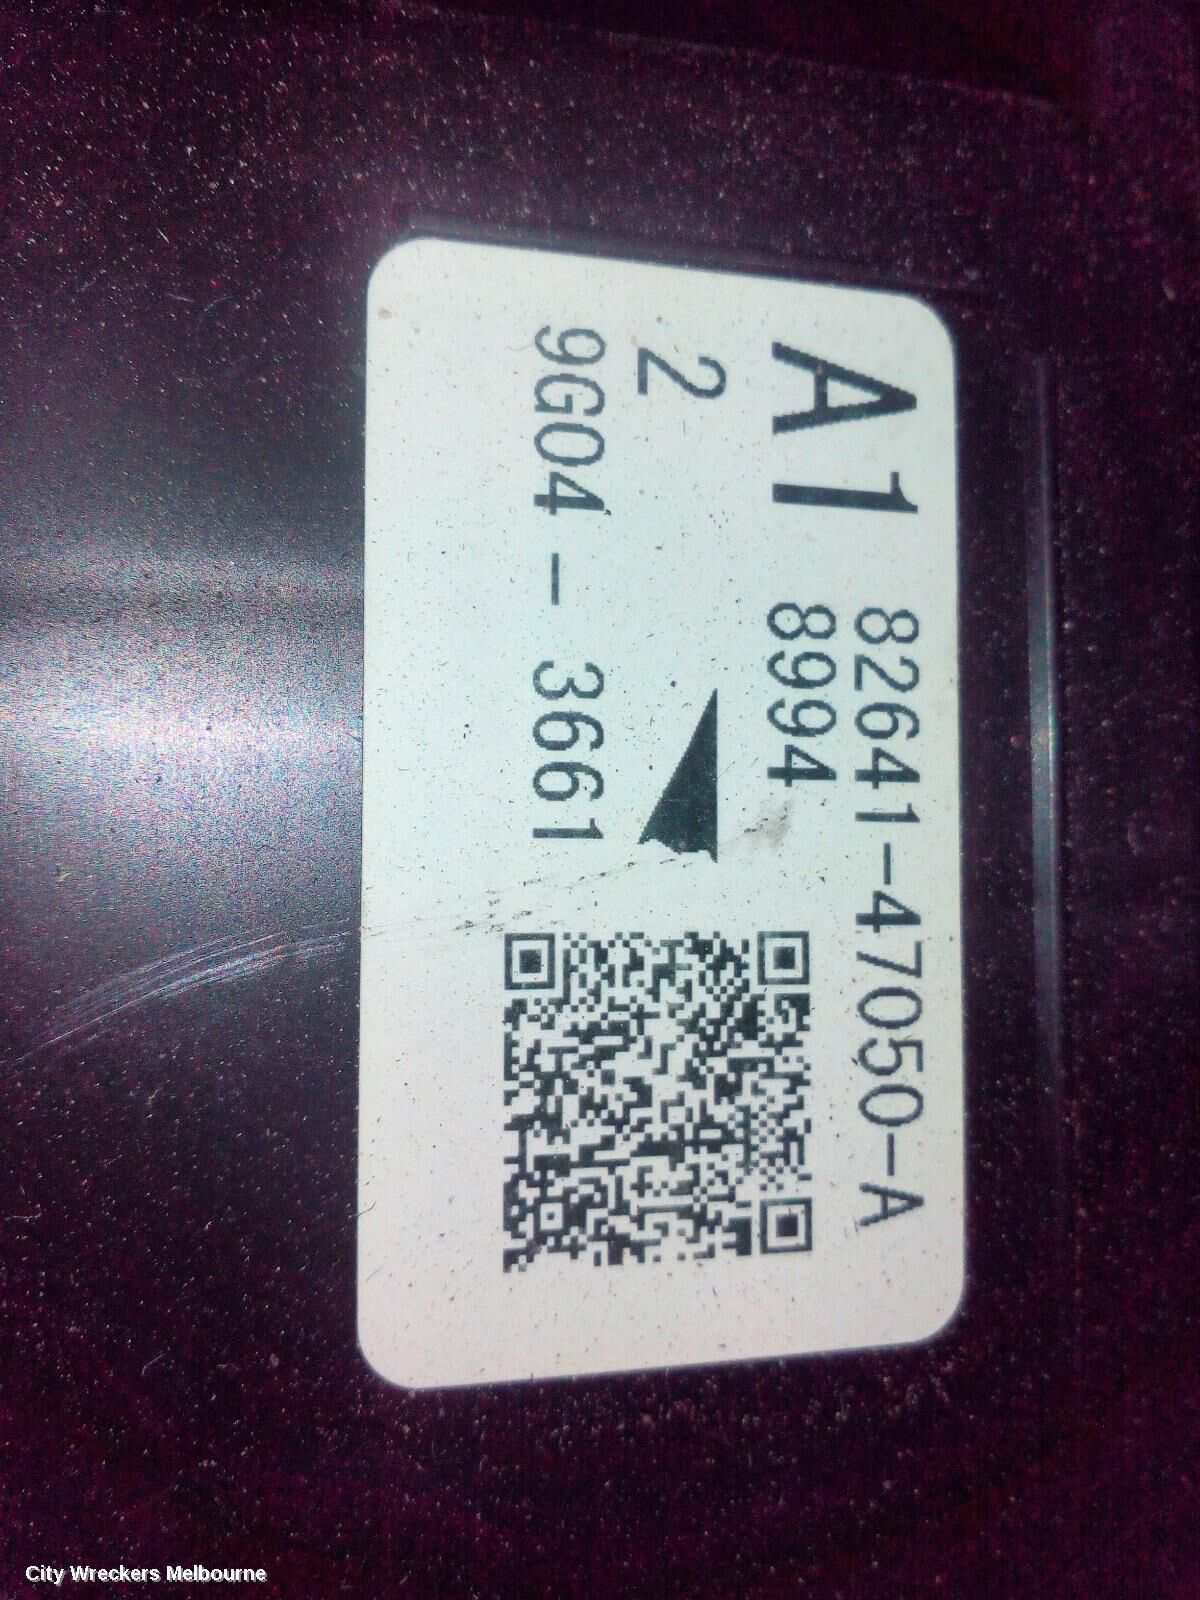 A1 82641-47050-A
8994
2
9G04 - 3661
City Wreckers Melbourne